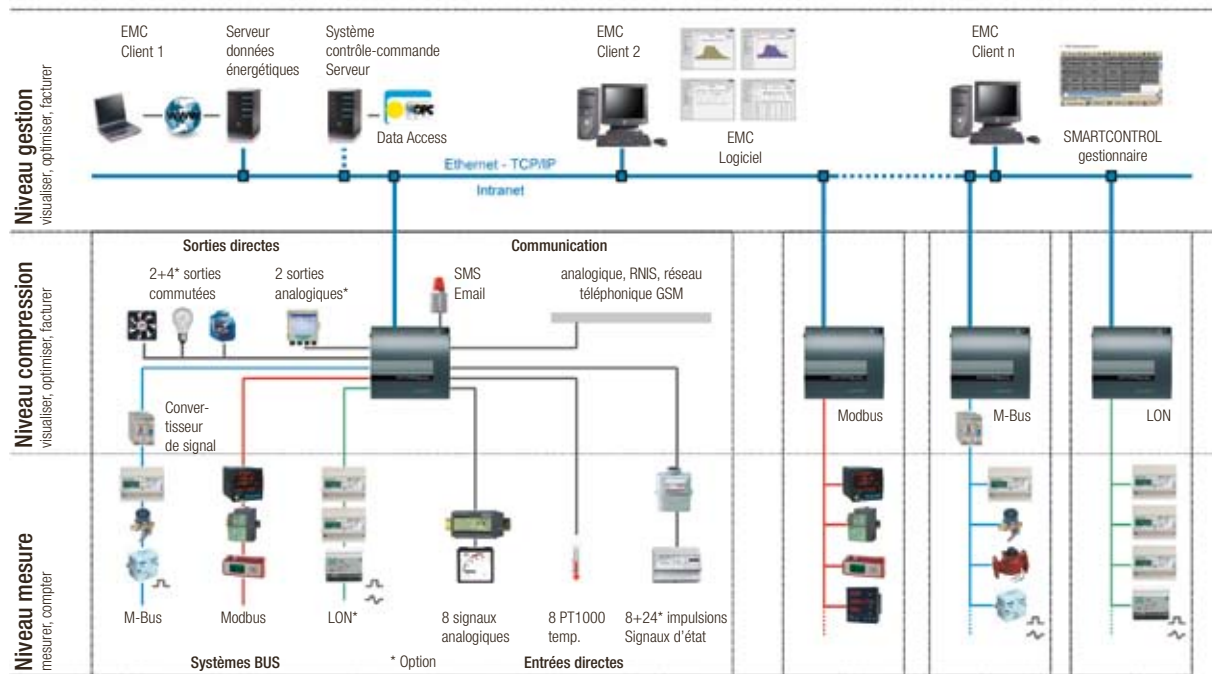 EMC
Client 1
Serveur
données
énergétiques
Système
contrôle-commande
Serveur
EMC
Client 2
EMC
Client n
WWW
OPC
Data Access
EMC
Logiciel
SMARTCONTROL
gestionnaire
Ethernet - TCP/IP
Intranet
Niveau gestion
visualiser, optimiser, facturer
Sorties directes
Communication
2+4* sorties
commutées
2 sorties
analogiques*
SMS
Email
analogique, RNIS, réseau
téléphonique GSM
Niveau compression
visualiser, optimiser, facturer
Conver-
tisseur
de signal
Modbus
M-Bus
LON
Niveau mesure
mesurer, compter
M-Bus
Modbus
LON*
8 signaux
analogiques
8 PT1000
temp.
8+24* impulsions
Signaux d'état
Systèmes BUS
* Option
Entrées directes